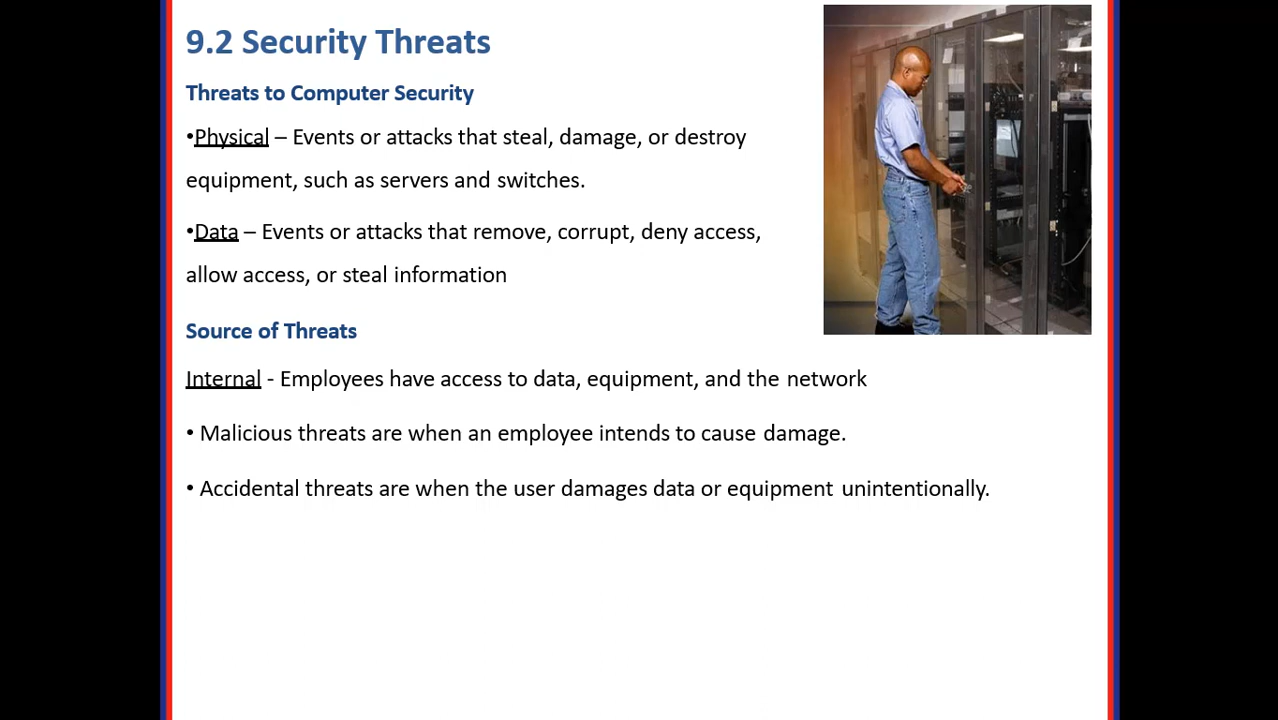 9.2 Security Threats
Threats to Computer Security
•Physical – Events or attacks that steal, damage, or destroy
equipment, such as servers and switches.
•Data – Events or attacks that remove, corrupt, deny access,
allow access, or steal information
Source of Threats
Internal - Employees have access to data, equipment, and the network
• Malicious threats are when an employee intends to cause damage.
• Accidental threats are when the user damages data or equipment unintentionally.